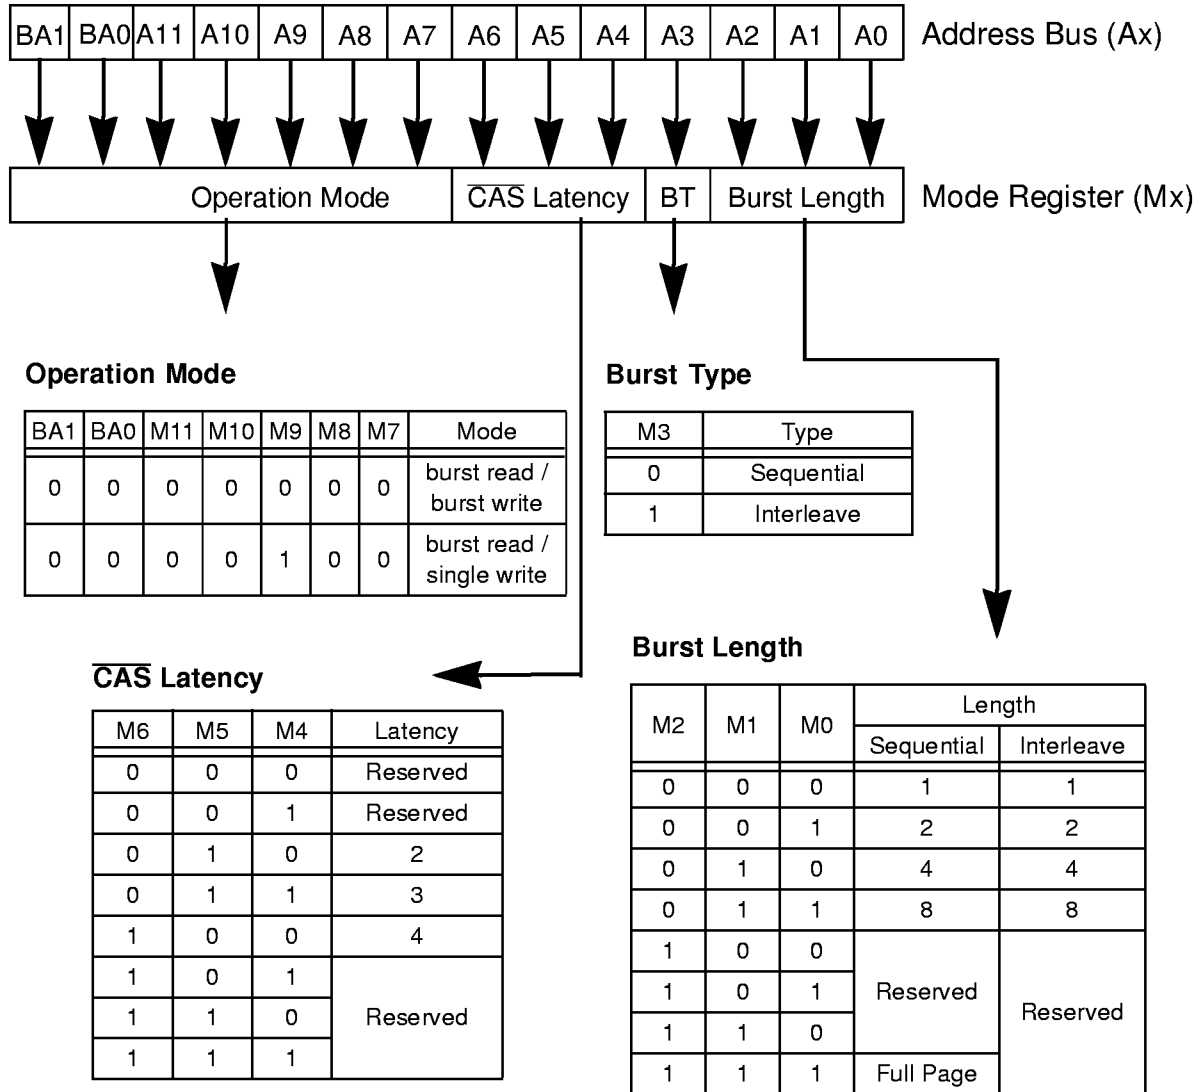 BA1 BA0 A11 A10 A9 A8 A7 A6 A5 A4 A3 A2 A1 A0 Address Bus (Ax)
Operation Mode CAS Latency BT Burst Length Mode Register (Mx)
Operation Mode
BA1 BA0 M11 M10 M9 M8 M7 Mode
0 0 0 0 0 0 0 burst read /
burst write
0 0 0 0 1 0 0 burst read /
single write
Burst Type
M3 Type
0 Sequential
1 Interleave
CAS Latency
M6 M5 M4 Latency
0 0 0 Reserved
0 0 1 Reserved
0 1 0 2
0 1 1 3
1 0 0 4
1 0 1
1 1 0 Reserved
1 1 1
Burst Length
M2 M1 M0 Length
Sequential Interleave
0 0 0 1 1
0 0 1 2 2
0 1 0 4 4
0 1 1 8 8
1 0 0
1 0 1 Reserved Reserved
1 1 0
1 1 1 Full Page